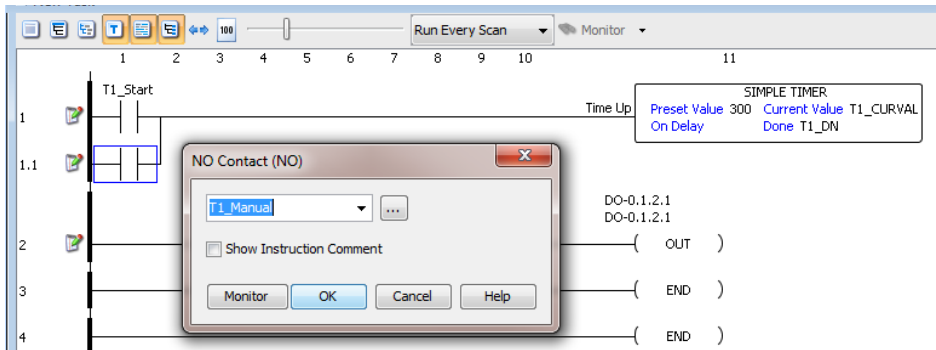 100 Run Every Scan Monitor
1 2 3 4 5 6 7 8 9 10 11
T1_Start
SIMPLE TIMER
Time Up
Preset Value 300 Current Value T1_CURVAL
On Delay Done T1_DN
1
1.1
NO Contact (NO)
T1_Manual
...
Show Instruction Comment
Monitor OK Cancel Help
DO-0.1.2.1
DO-0.1.2.1
2 OUT
3 END
4 END